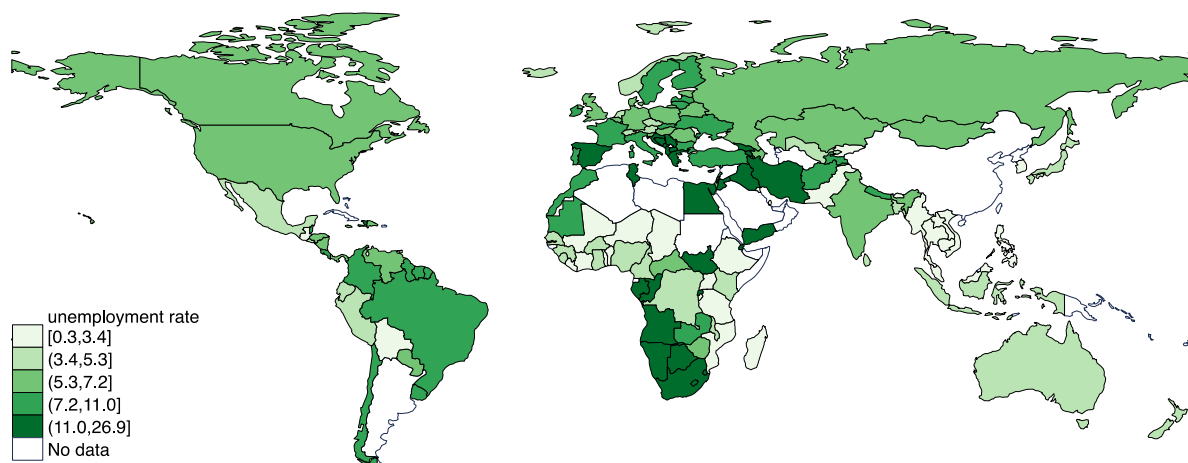 unemployment rate
[0.3,3.4]
(3.4,5.3]
(5.3,7.2]
(7.2,11.0]
(11.0,26.9]
No data